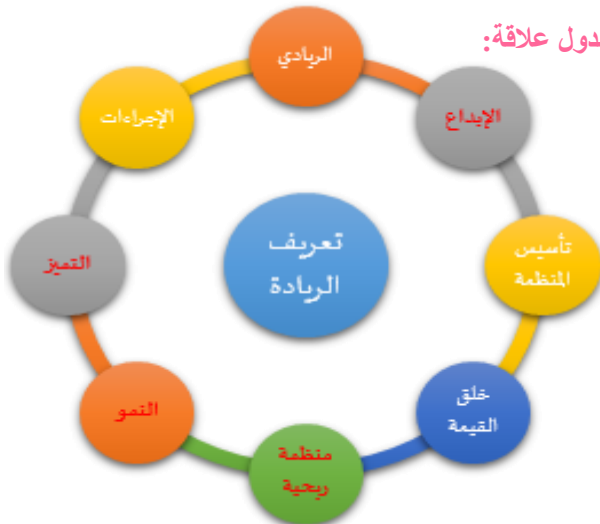 دول علاقة:
الريادي
الإبداع
تأسيس
المنظمة
خلق
القيمة
منظمة
ربحية
النمو
التميز
الإجراءات
تعريف
الريادة